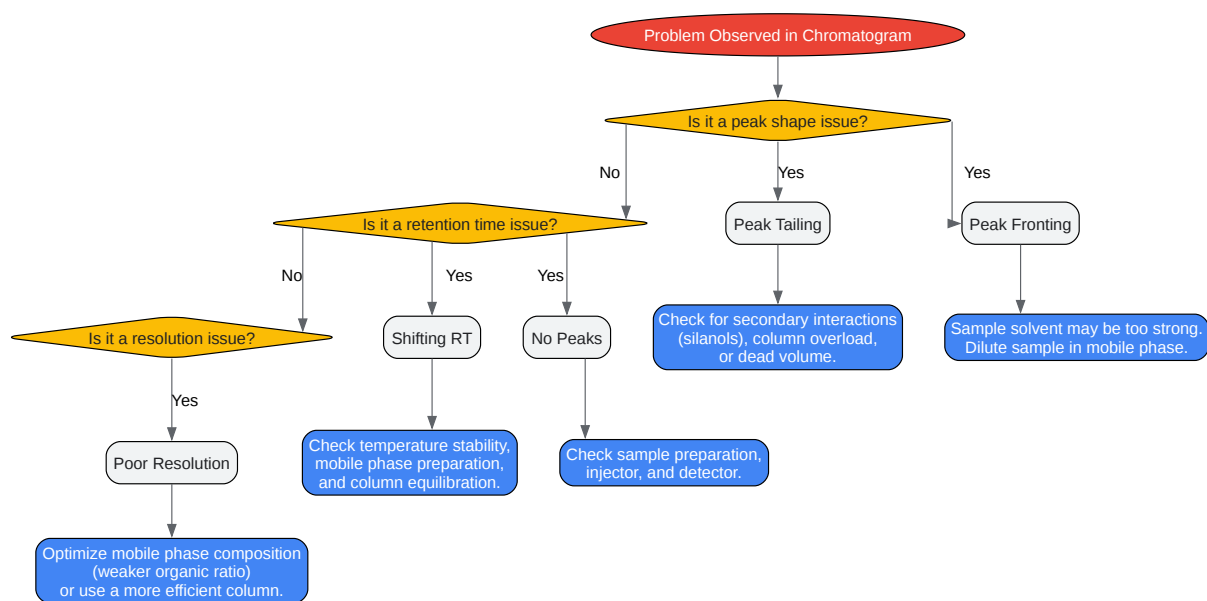 Problem Observed in Chromatogram
Is it a peak shape issue?
No
Yes
Yes
Is it a retention time issue?
Peak Tailing
Peak Fronting
No
Yes
Yes
Is it a resolution issue?
Shifting RT
No Peaks
Check for secondary interactions
(silanols), column overload,
or dead volume.
Sample solvent may be too strong.
Dilute sample in mobile phase.
Yes
Poor Resolution
Check temperature stability,
mobile phase preparation,
and column equilibration.
Check sample preparation,
injector, and detector.
Optimize mobile phase composition
(weaker organic ratio)
or use a more efficient column.